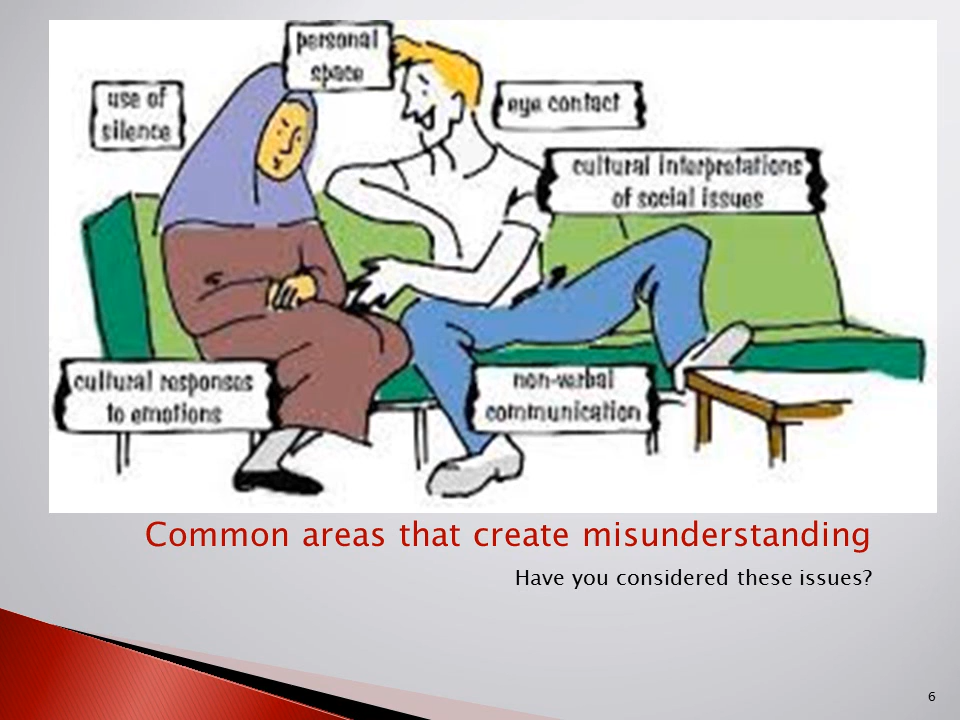 personal
space
use of
silence
eye contact
cultural interpretations
of social issues
cultural responses
to emotions
non-verbal
communication
Common areas that create misunderstanding
Have you considered these issues?
6